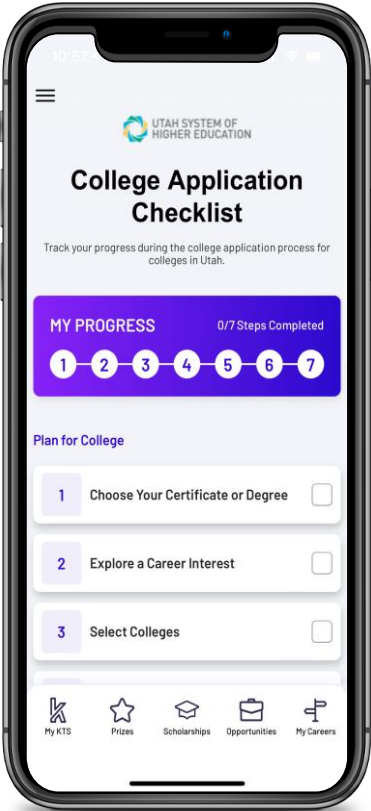 10:57
UTAH SYSTEM OF
HIGHER EDUCATION
College Application
Checklist
Track your progress during the college application process for
colleges in Utah.
MY PROGRESS 0/7 Steps Completed
1 2 3 4 5 6 7
Plan for College
1 Choose Your Certificate or Degree
2 Explore a Career Interest
3 Select Colleges
My KTS Prizes Scholarships Opportunities My Careers